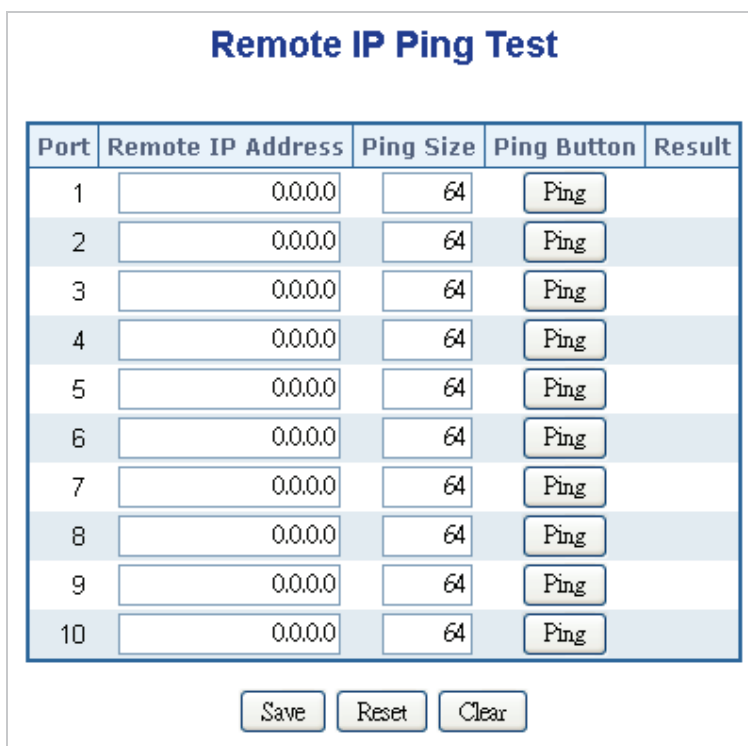 Remote IP Ping Test
Port Remote IP Address Ping Size Ping Button Result
1 0.0.0.0 64 Ping
2 0.0.0.0 64 Ping
3 0.0.0.0 64 Ping
4 0.0.0.0 64 Ping
5 0.0.0.0 64 Ping
6 0.0.0.0 64 Ping
7 0.0.0.0 64 Ping
8 0.0.0.0 64 Ping
9 0.0.0.0 64 Ping
10 0.0.0.0 64 Ping
Save Reset Clear